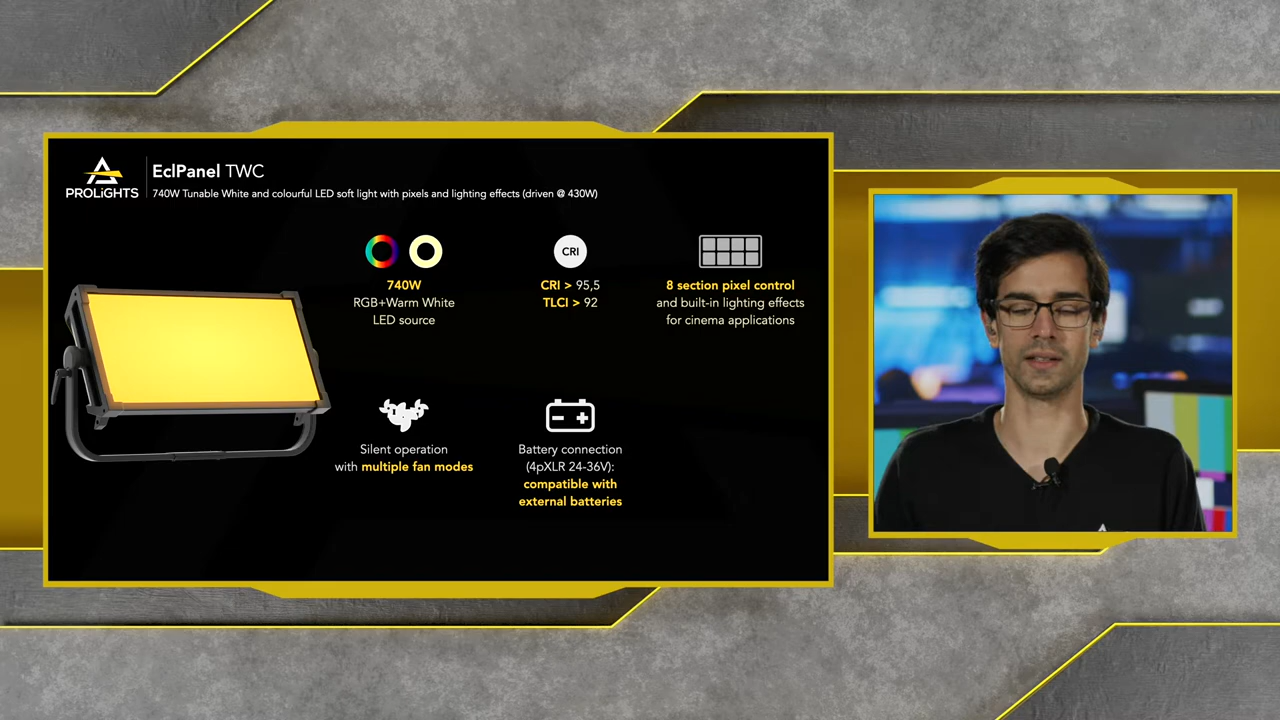 PROLIGHTS
EclPanel TWC
740W Tunable White and colourful LED soft light with pixels and lighting effects (driven @ 430W)
740W
RGB+Warm White
LED source
CRI
CRI > 95,5
TLCI > 92
8 section pixel control
and built-in lighting effects
for cinema applications
Silent operation
with multiple fan modes
Battery connection
(4pXLR 24-36V):
compatible with
external batteries